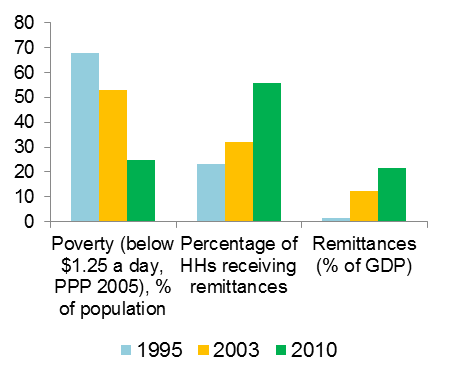 80
70
60
50
40
30
20
10
0
Poverty (below
$1.25 a day,
PPP 2005), %
of population
Percentage of
HHs receiving
remittances
Remittances
(% of GDP)
1995 2003 2010